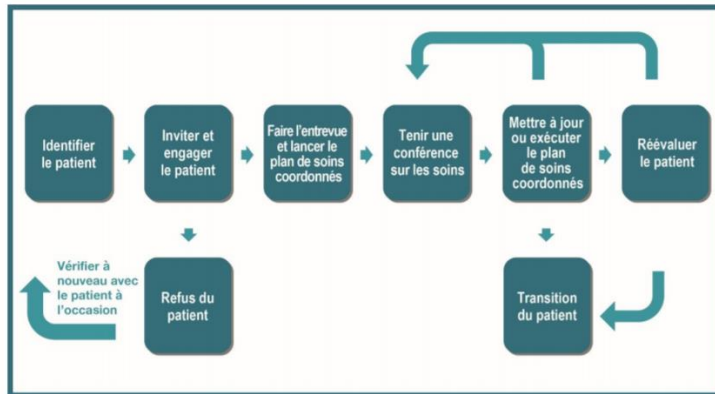 Identifier
le patient
Inviter et
engager
le patient
Faire l'entrevue
et lancer le
plan de soins
coordonnés
Tenir une
conférence
sur les soins
Mettre à jour
ou exécuter
le plan
de soins
coordonnés
Réévaluer
le patient
Vérifier à
nouveau avec
le patient à
l'occasion
Refus du
patient
Transition
du patient